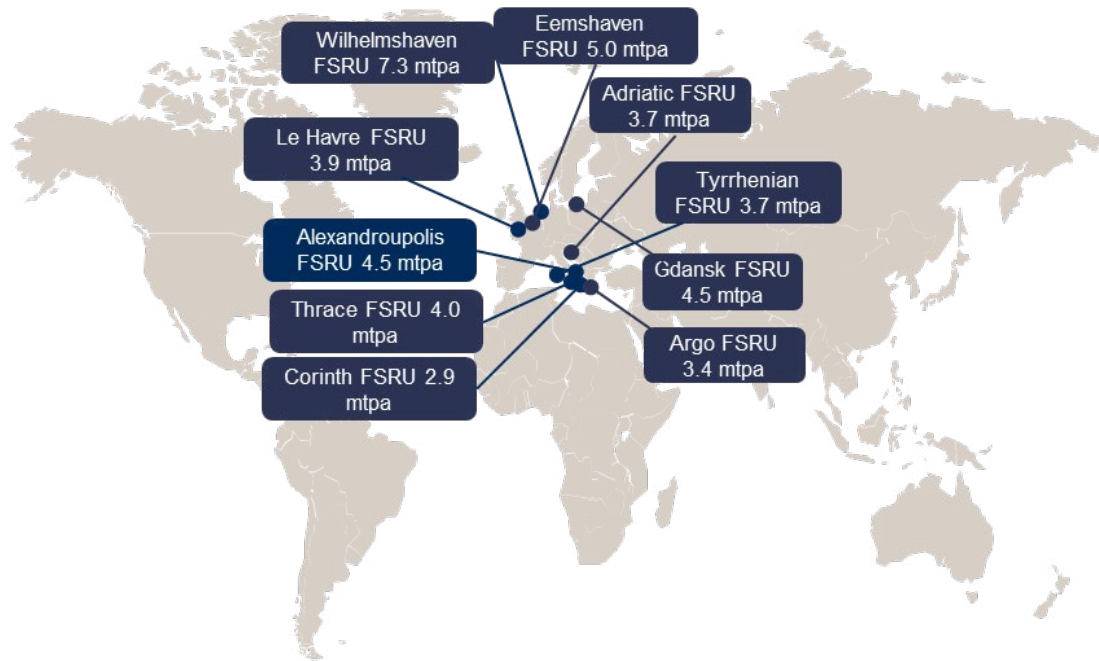 Wilhelmshaven
FSRU 7.3 mtpa
Eemshaven
FSRU 5.0 mtpa
Adriatic FSRU
3.7 mtpa
Le Havre FSRU
3.9 mtpa
Tyrrhenian
FSRU 3.7 mtpa
Alexandroupolis
FSRU 4.5 mtpa
Gdansk FSRU
4.5 mtpa
Thrace FSRU 4.0
mtpa
Argo FSRU
3.4 mtpa
Corinth FSRU 2.9
mtpa